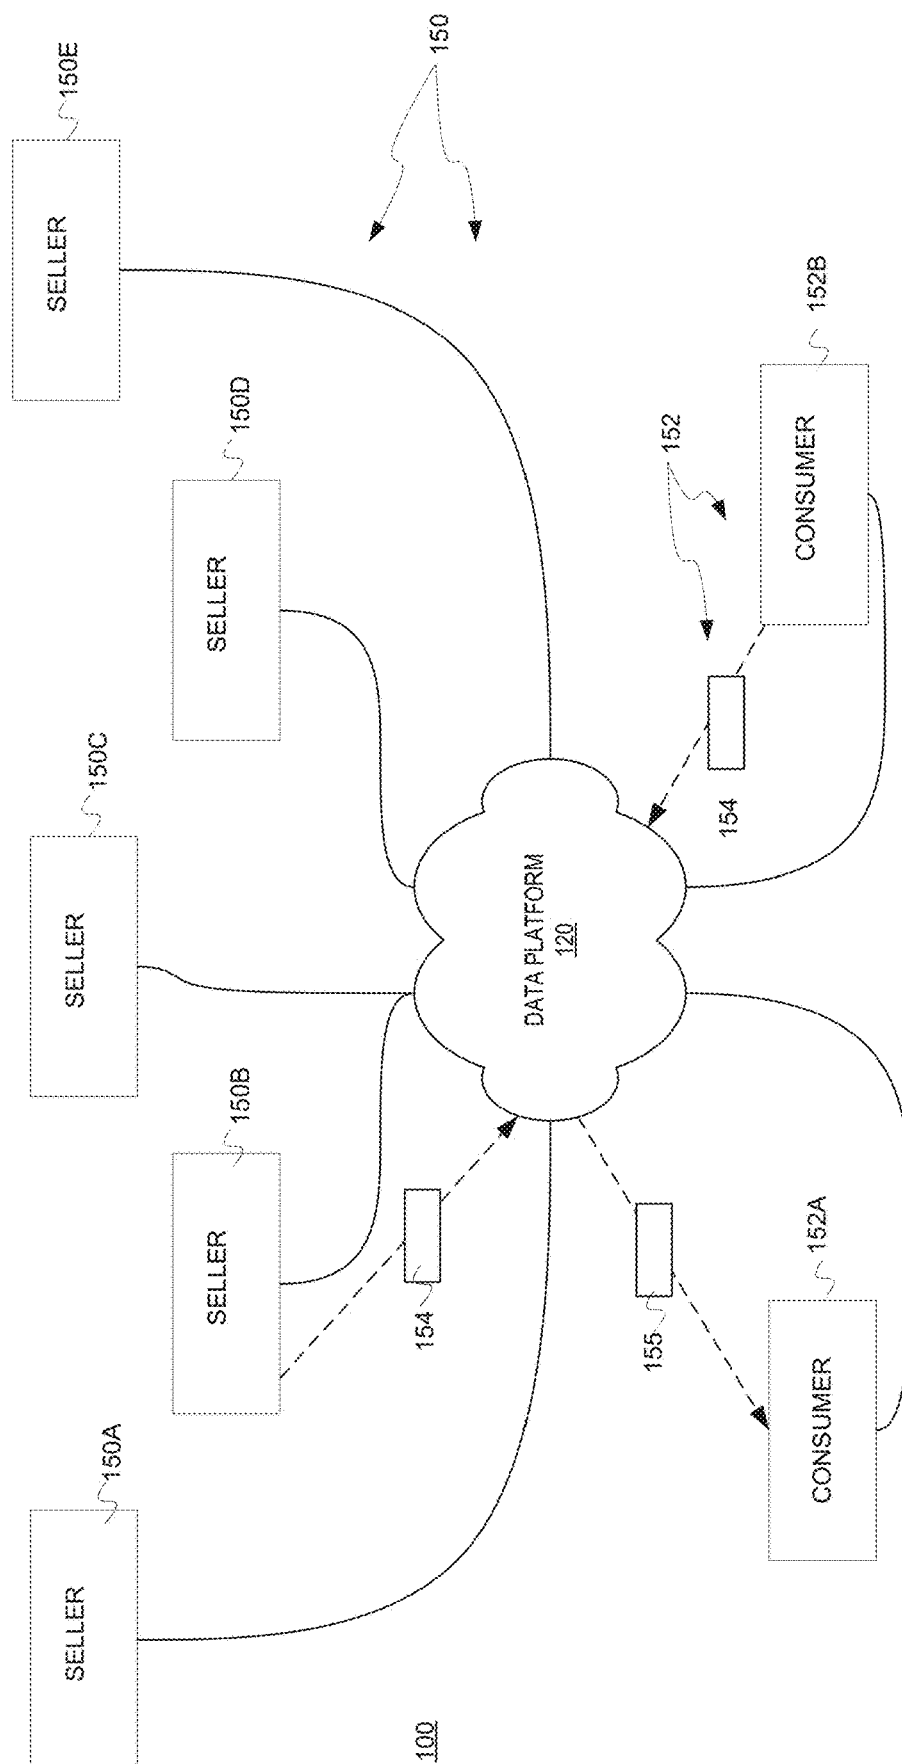 150A
SELLER
150B
SELLER
150C
SELLER
150D
SELLER
150E
SELLER
150
154
DATA PLATFORM
120
152
155
154
152A
CONSUMER
152B
CONSUMER
100